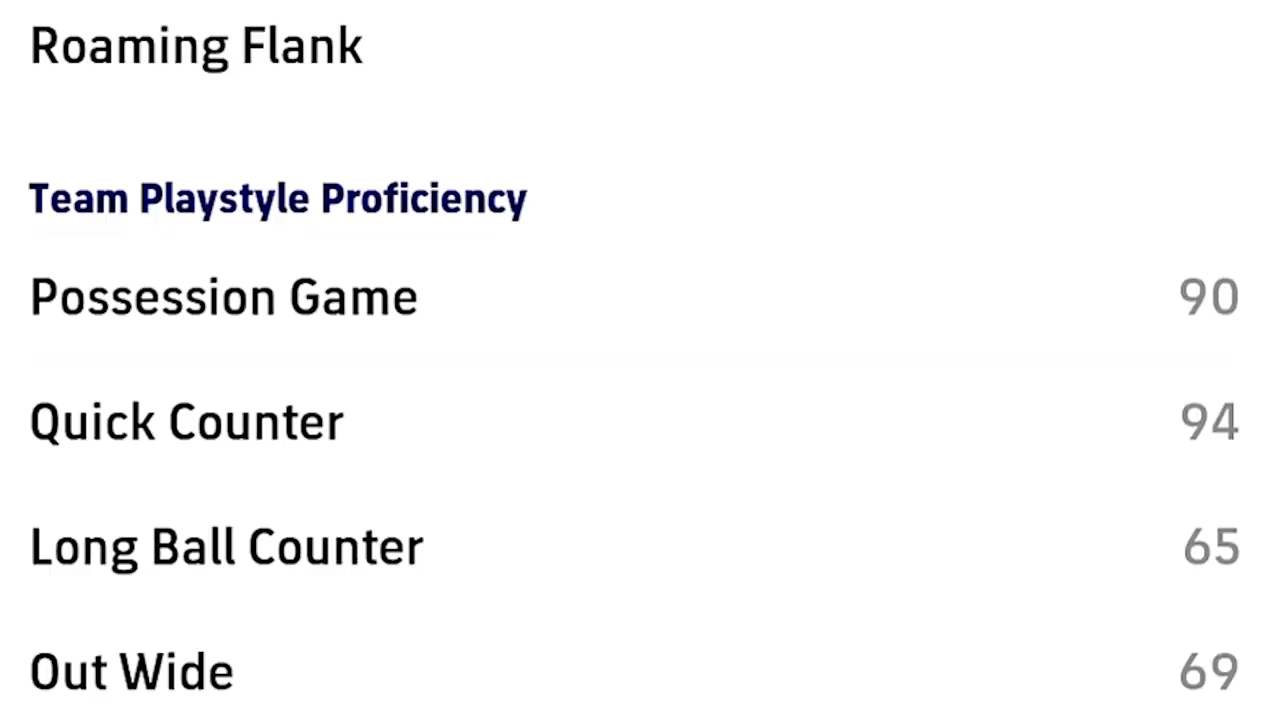 Roaming Flank
Team Playstyle Proficiency
Possession Game 90
Quick Counter 94
Long Ball Counter 65
Out Wide 69